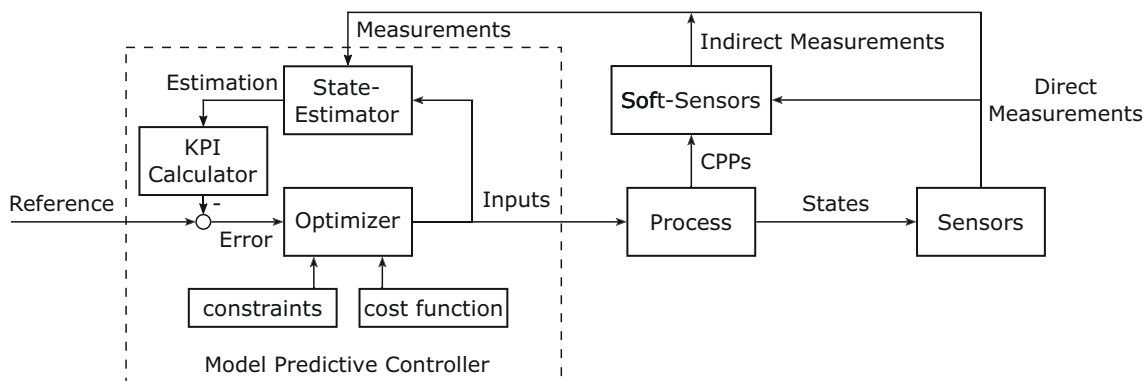 Measurements
Indirect Measurements
Estimation
State-
Estimator
Soft-Sensors
Direct
Measurements
KPI
Calculator
CPPs
Reference
-
Error
Optimizer
Inputs
Process
States
Sensors
constraints
cost function
Model Predictive Controller